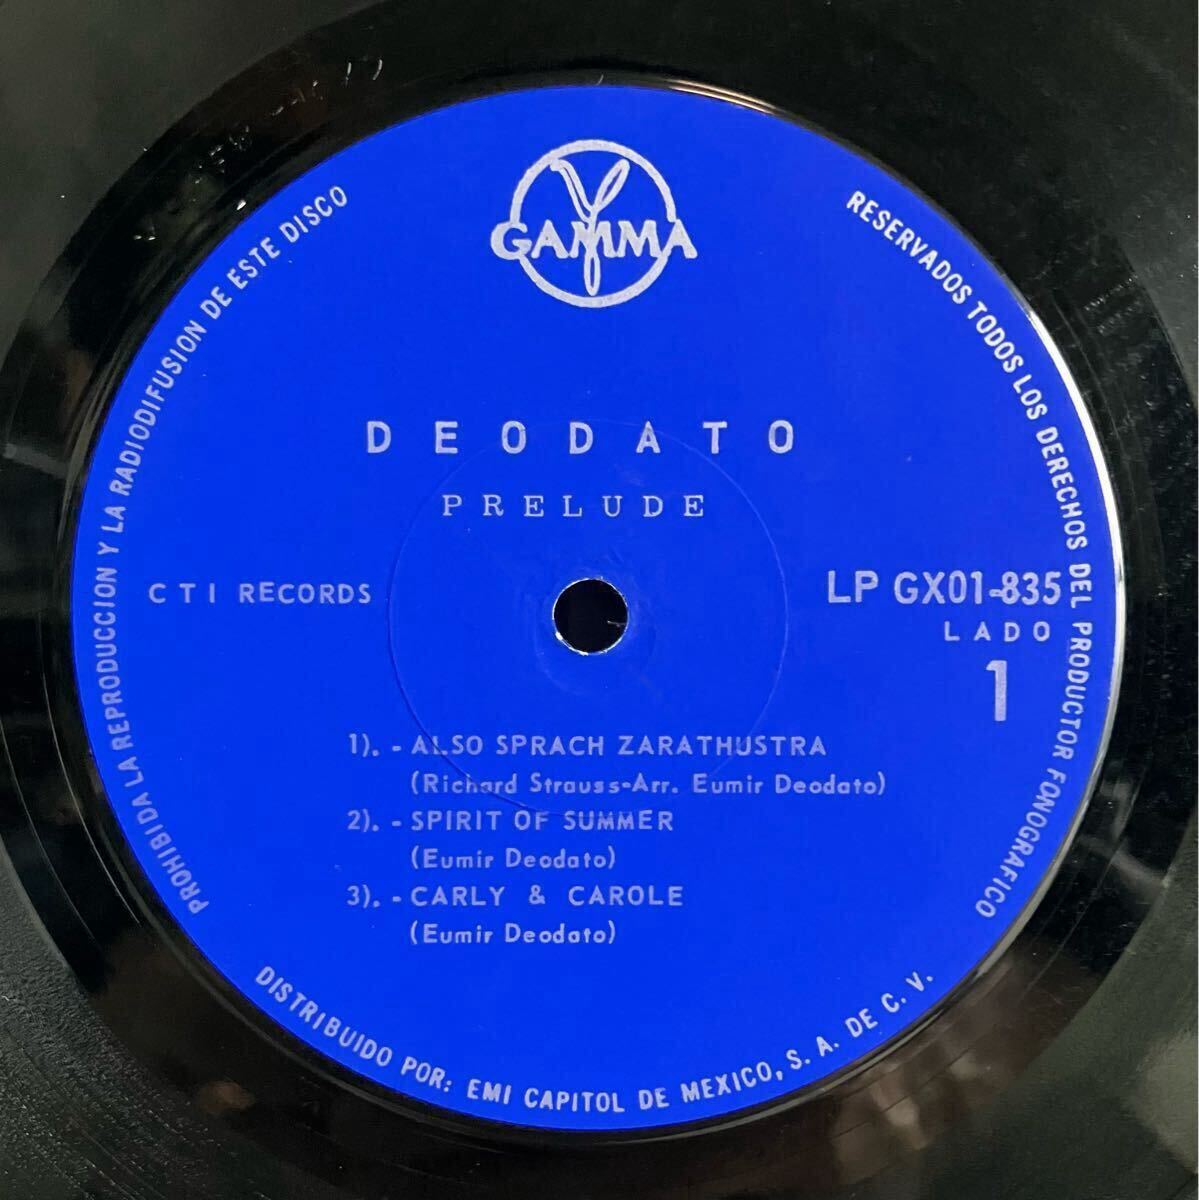 GAMMA
DEODATO
PRELUDE
CTI RECORDS
LP GX01-835
LADO
1
1). - ALSO SPRACH ZARATHUSTRA
(Richard Strauss-Arr. Eumir Deodato)
2). - SPIRIT OF SUMMER
(Eumir Deodato)
3). - CARLY & CAROLE
(Eumir Deodato)
PROHIBIDA LA REPRODUCCION Y LA RADIODIFUSION DE ESTE DISCO
RESERVADOS TODOS LOS DERECHOS DEL PRODUCTOR FONOGRAFICO
DISTRIBUIDO POR: EMI CAPITOL DE MEXICO, S. A. DE C. V.